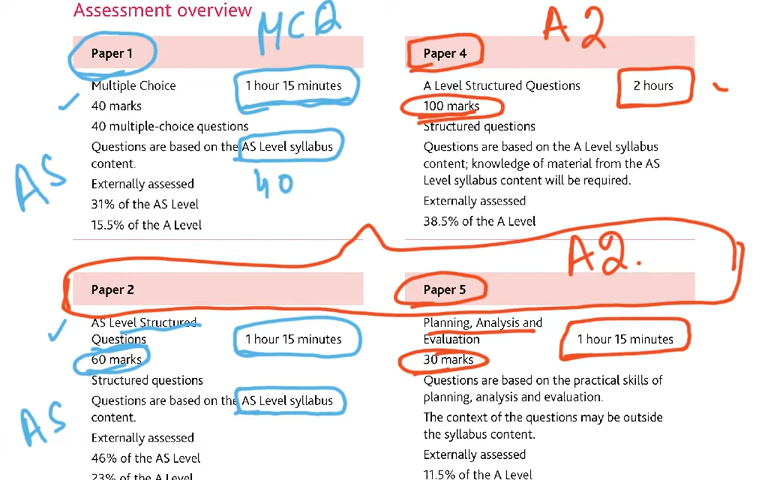 Assessment overview
MCQ
A2
Paper 1
Multiple Choice
1 hour 15 minutes
40 marks
40 multiple-choice questions
Questions are based on the AS Level syllabus
content.
AS
40
Externally assessed
31% of the AS Level
15.5% of the A Level
Paper 4
A Level Structured Questions
2 hours
100 marks
Structured questions
Questions are based on the A Level syllabus
content; knowledge of material from the AS
Level syllabus content will be required.
Externally assessed
38.5% of the A Level
Paper 2
AS Level Structured
Questions
1 hour 15 minutes
60 marks
Structured questions
Questions are based on the AS Level syllabus
content.
AS
Externally assessed
46% of the AS Level
23% of the A Level
A2.
Paper 5
Planning, Analysis and
Evaluation
1 hour 15 minutes
30 marks
Questions are based on the practical skills of
planning, analysis and evaluation.
The context of the questions may be outside
the syllabus content.
Externally assessed
11.5% of the A Level